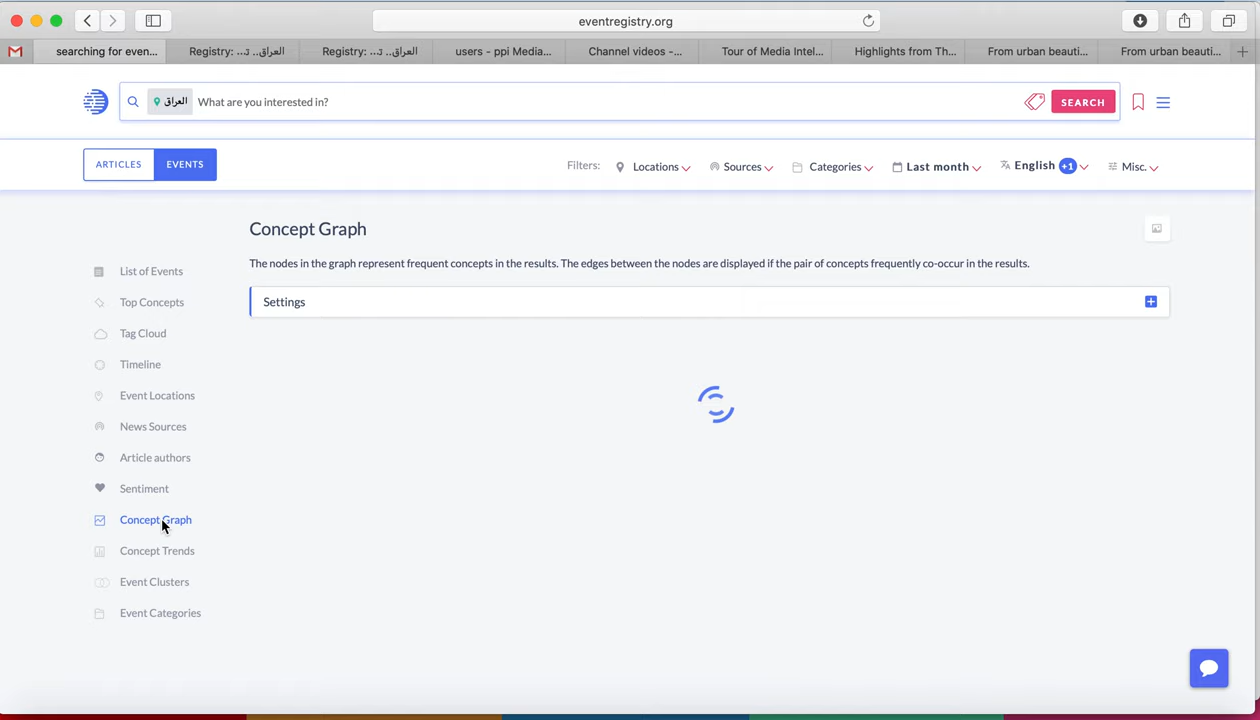 eventregistry.org
searching for even...
Registry: ...العراق.. تـ
Registry: ...العراق.. تـ
users - ppi Media...
Channel videos -...
Tour of Media Intel...
Highlights from Th...
From urban beauti...
From urban beauti...
العراق
What are you interested in?
SEARCH
ARTICLES
EVENTS
Filters:
Locations
Sources
Categories
Last month
English +1
Misc.
Concept Graph
The nodes in the graph represent frequent concepts in the results. The edges between the nodes are displayed if the pair of concepts frequently co-occur in the results.
Settings
List of Events
Top Concepts
Tag Cloud
Timeline
Event Locations
News Sources
Article authors
Sentiment
Concept Graph
Concept Trends
Event Clusters
Event Categories